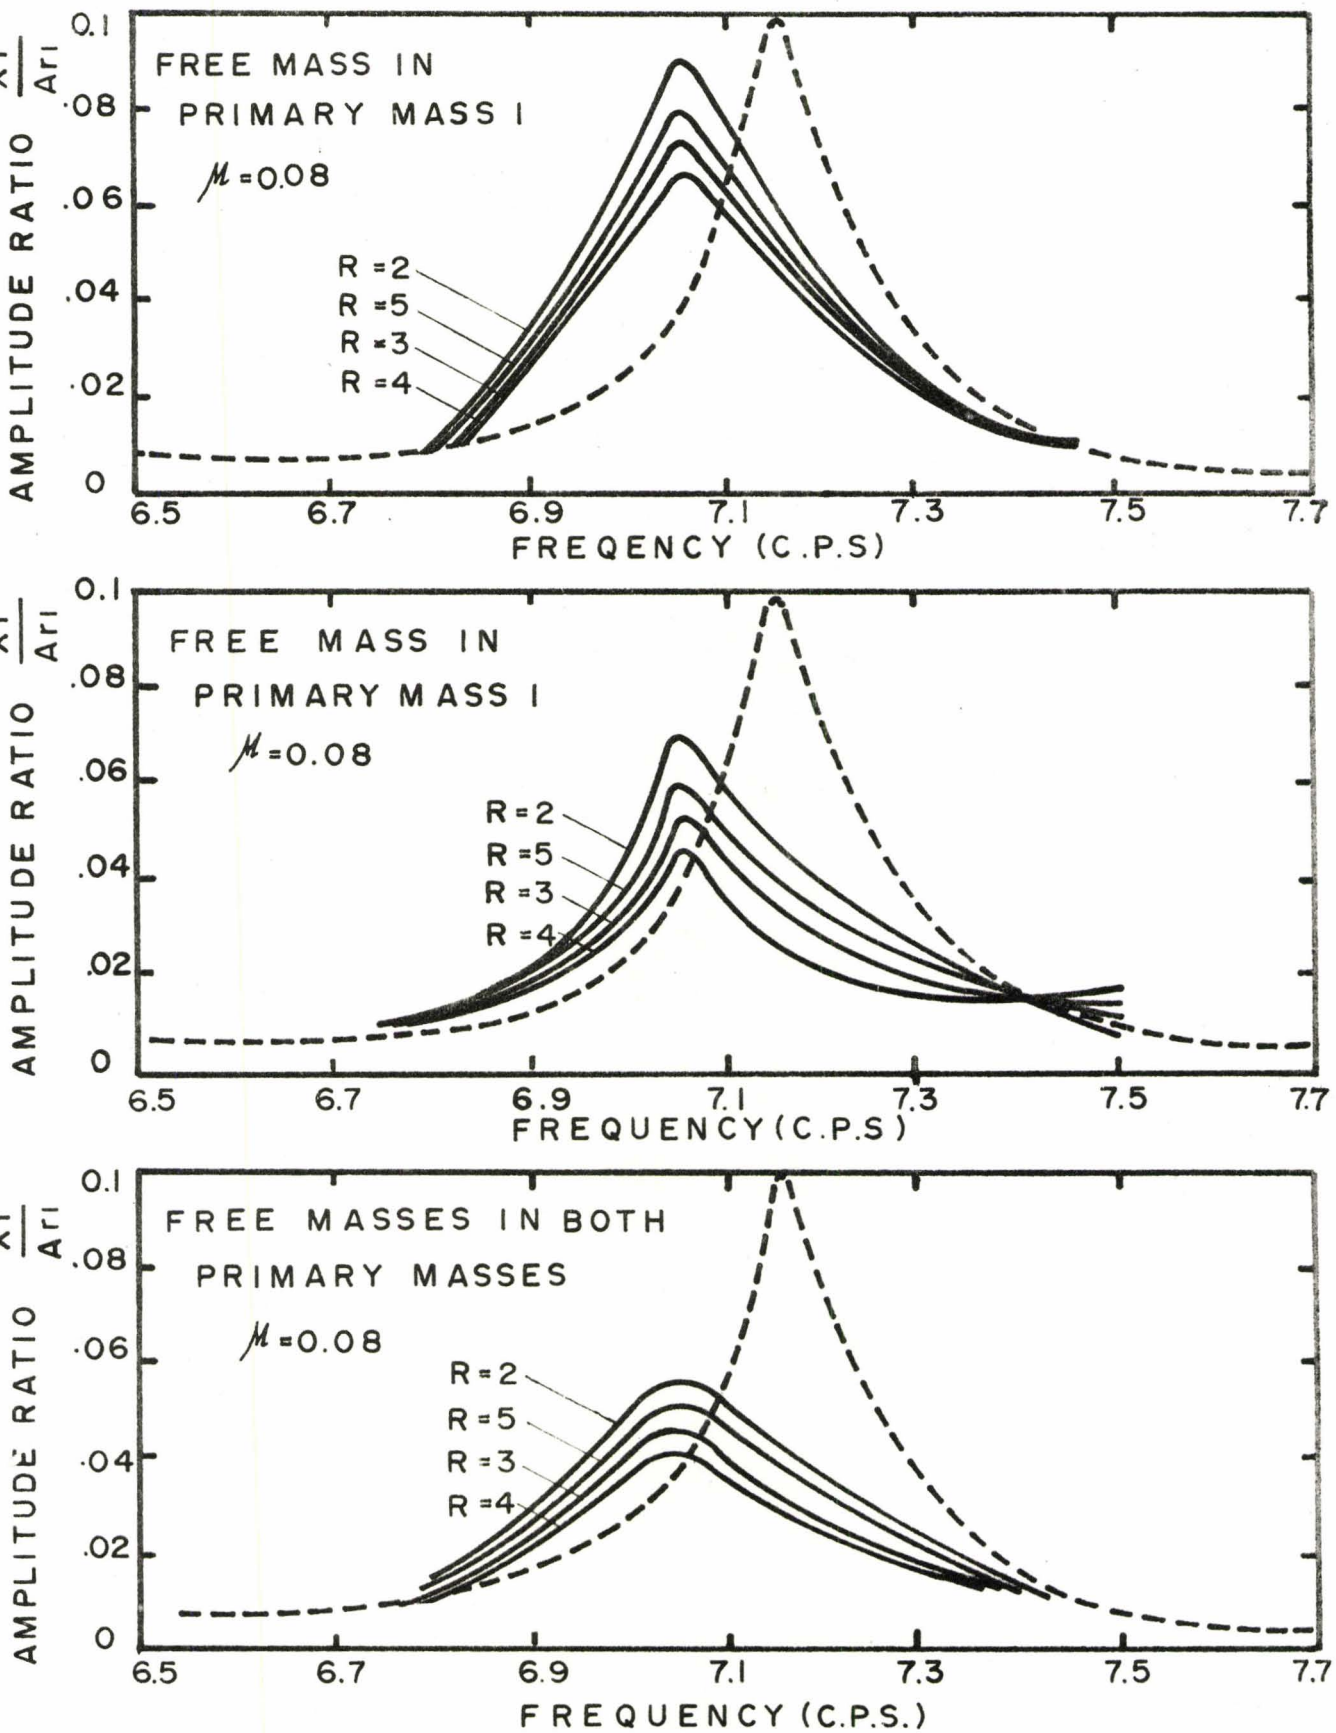 0.1
Ari
FREE MASS IN
PRIMARY MASS I
.08
μ=0.08
.06
R=2
R=5
R=3
R=4
.04
.02
0
AMPLITUDE RATIO
6.5 6.7 6.9 7.1 7.3 7.5 7.7
FREQENCY (C.P.S)
0.1
Ari
FREE MASS IN
PRIMARY MASS I
.08
μ=0.08
.06
R=2
R=5
R=3
R=4
.04
.02
0
AMPLITUDE RATIO
6.5 6.7 6.9 7.1 7.3 7.5 7.7
FREQUENCY (C.P.S)
0.1
Ari
FREE MASSES IN BOTH
PRIMARY MASSES
.08
μ=0.08
.06
R=2
R=5
R=3
R=4
.04
.02
0
AMPLITUDE RATIO
6.5 6.7 6.9 7.1 7.3 7.5 7.7
FREQUENCY (C.P.S.)